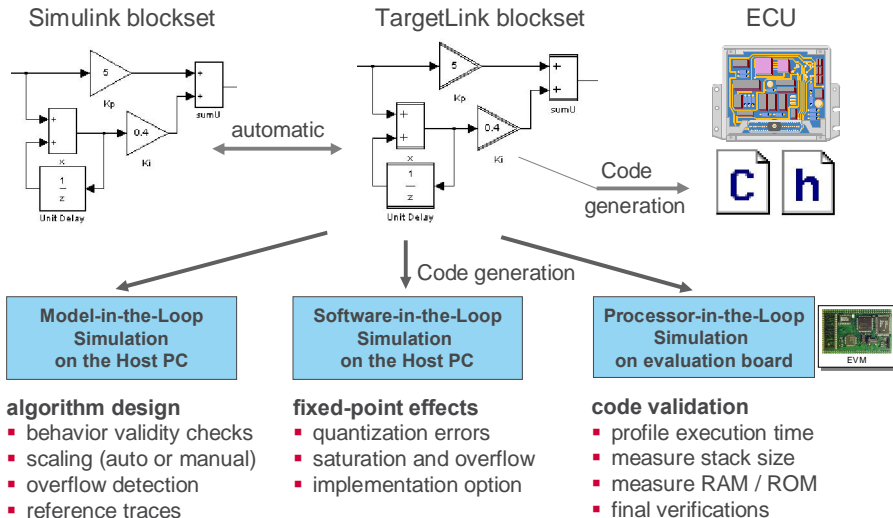 Simulink blockset
TargetLink blockset
ECU
5
Kp
+
+
sumU
+
+
x
0.4
Ki
1
z
Unit Delay
automatic
5
Kp
+
+
sumU
+
+
x
0.4
Ki
1
z
Unit Delay
Code
generation
C
h
Code generation
Model-in-the-Loop
Simulation
on the Host PC
Software-in-the-Loop
Simulation
on the Host PC
Processor-in-the-Loop
Simulation
on evaluation board
EVM
algorithm design
behavior validity checks
scaling (auto or manual)
overflow detection
reference traces
fixed-point effects
quantization errors
saturation and overflow
implementation option
code validation
profile execution time
measure stack size
measure RAM / ROM
final verifications